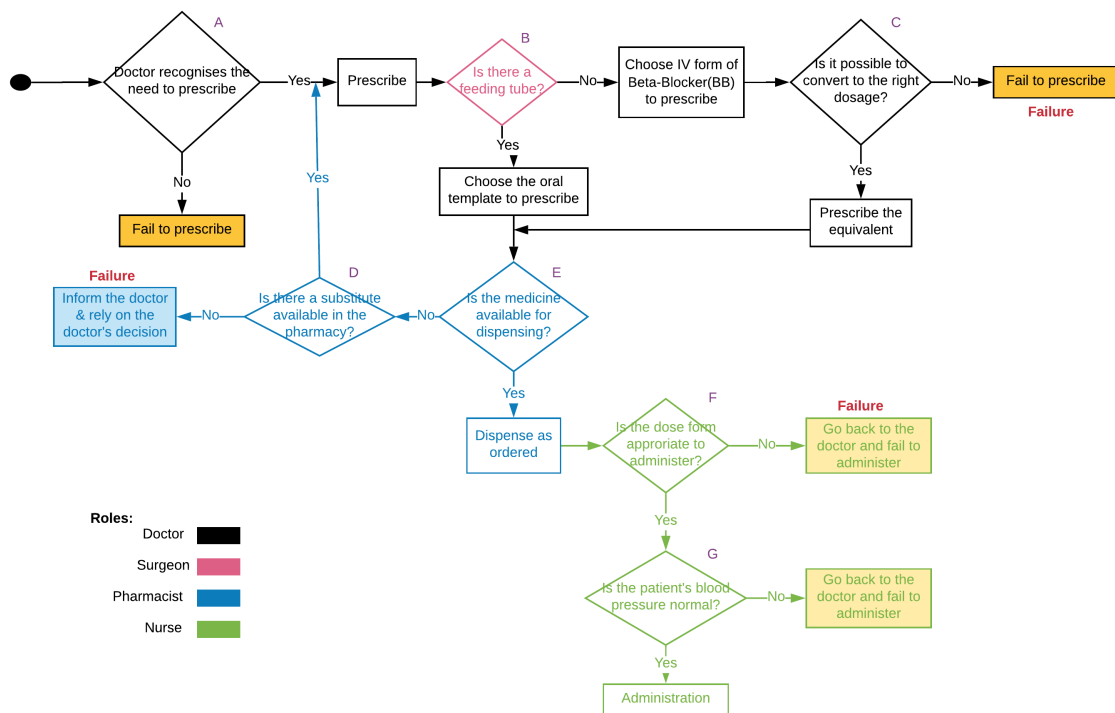 A
Doctor recognises the
need to prescribe
Yes
Prescribe
B
Is there a
feeding tube?
No
Choose IV form of
Beta-Blocker(BB)
to prescribe
C
Is it possible to
convert to the right
dosage?
No
Fail to prescribe
Failure
No
Fail to prescribe
Yes
Choose the oral
template to prescribe
Yes
Prescribe the
equivalent
Yes
Failure
Inform the doctor
& rely on the
doctor's decision
No
D
Is there a substitute
available in the
pharmacy?
No
E
Is the medicine
available for
dispensing?
Yes
Dispense as
ordered
F
Is the dose form
approriate to
administer?
No
Failure
Go back to the
doctor and fail to
administer
Yes
G
Is the patient's blood
pressure normal?
No
Go back to the
doctor and fail to
administer
Yes
Administration
Roles:
Doctor
Surgeon
Pharmacist
Nurse